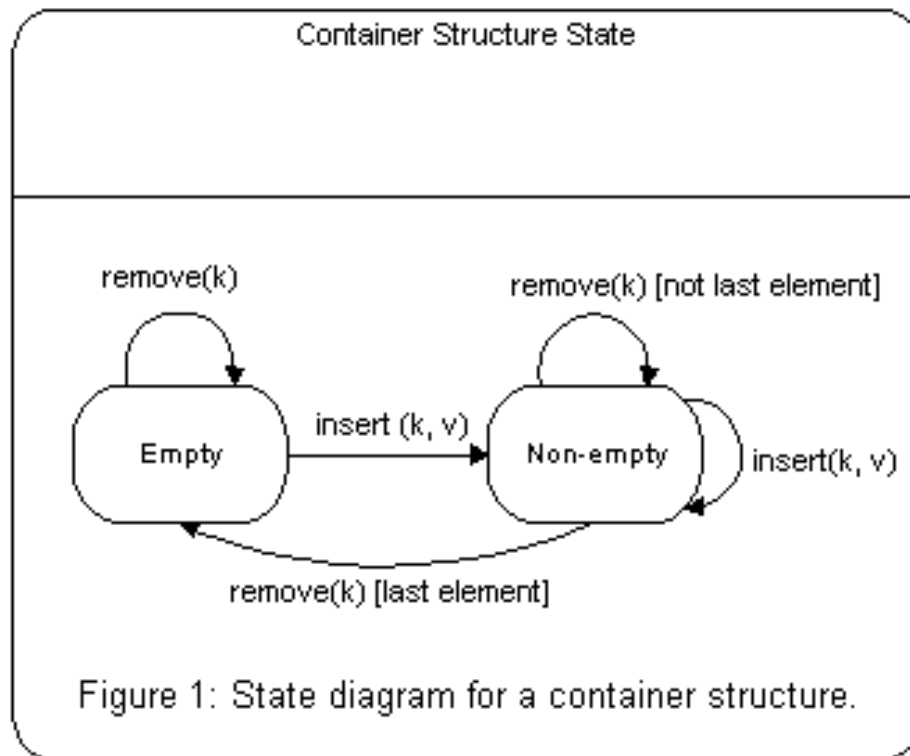 Container Structure State
remove(k)
remove(k) [not last element]
insert (k, v)
Empty
Non-empty
insert(k, v)
remove(k) [last element]
Figure 1: State diagram for a container structure.